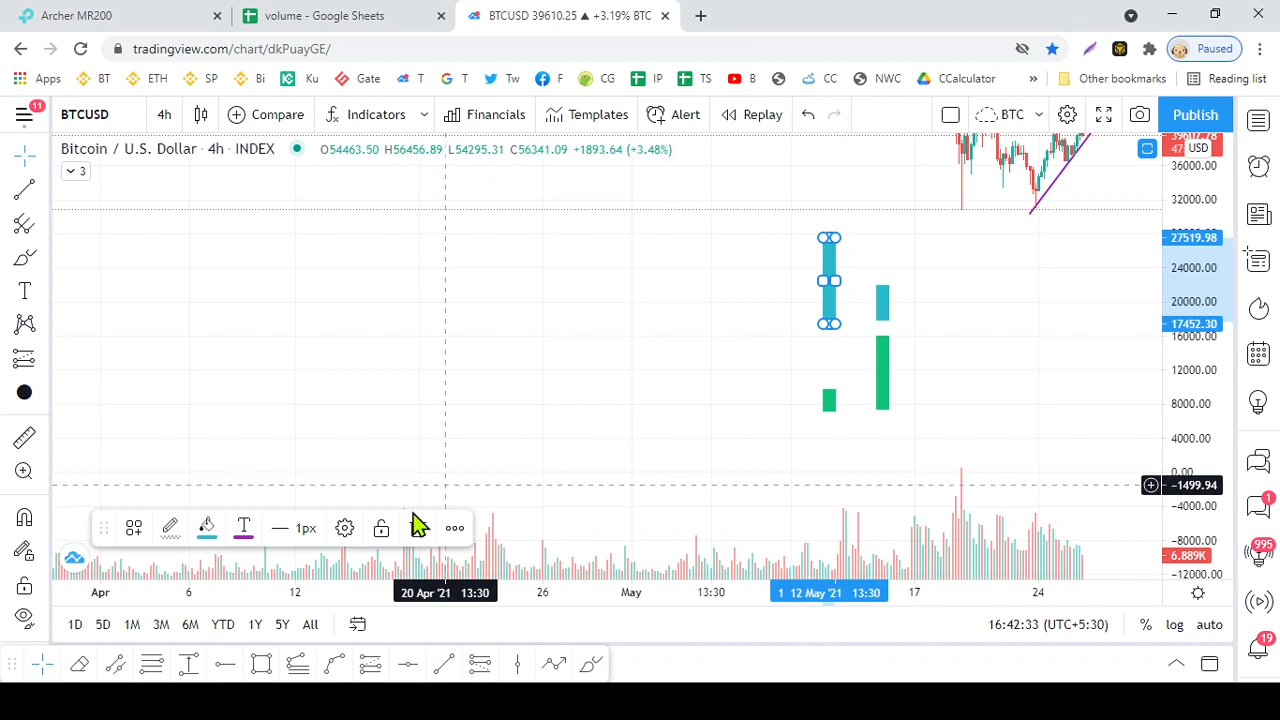 Archer MR200
volume - Google Sheets
BTCUSD 39610.25 ▲ +3.19% BTC
tradingview.com/chart/dkPuayGE/
Paused
Apps BT ETH SP Bi Ku Gate T T Tw F CG IP TS B CC NWC CCalculator » Other bookmarks Reading list
11
BTCUSD 4h Compare Indicators Financials Templates Alert Replay BTC Publish
Bitcoin / U.S. Dollar · 4h · INDEX O54463.50 H56456.89 L54295.31 C56341.09 +1893.64 (+3.48%)
USD
3
36000.00
32000.00
27519.98
24000.00
20000.00
17452.30
16000.00
12000.00
8000.00
4000.00
0.00
−1499.94
−4000.00
1px
−8000.00
6.889K
−12000.00
1
995
19
Apr 6 12 20 Apr '21 13:30 26 May 13:30 1 12 May '21 13:30 17 24
1D 5D 1M 3M 6M YTD 1Y 5Y All 16:42:33 (UTC+5:30) % log auto